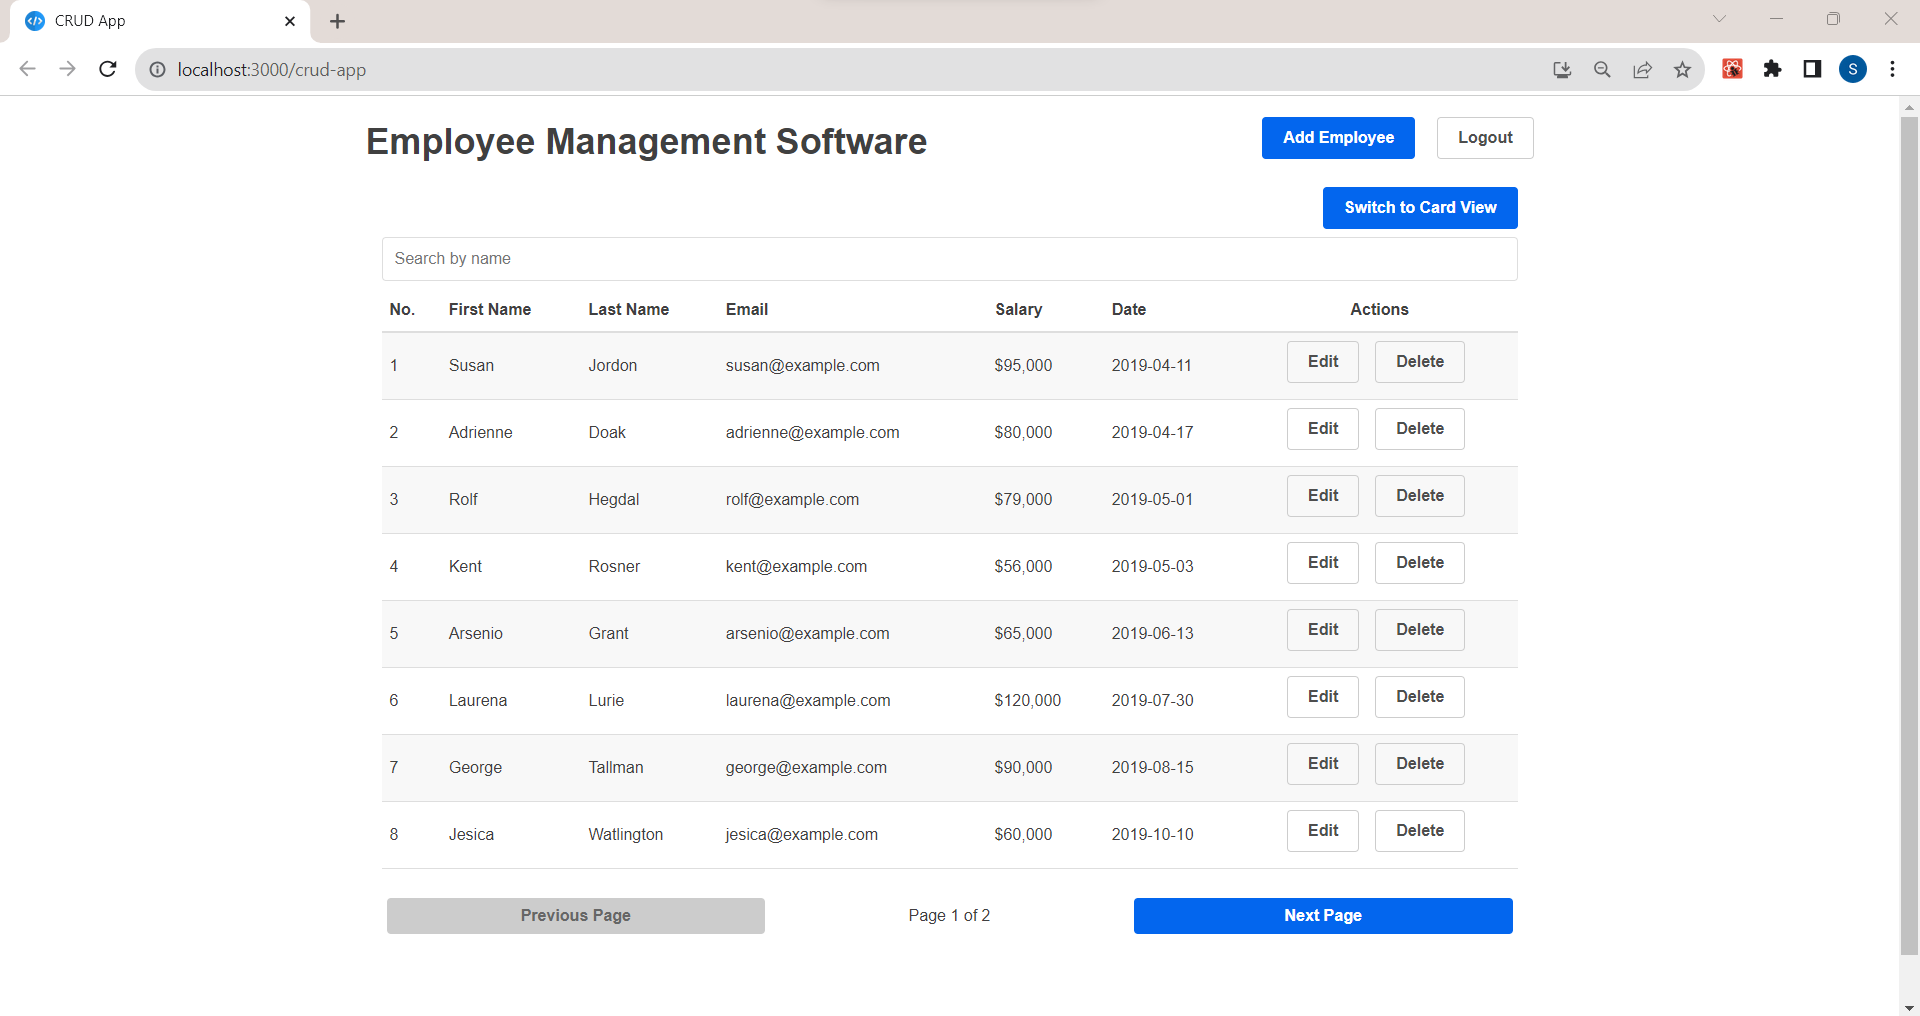 CRUD App
localhost:3000/crud-app
S
Employee Management Software
Add Employee
Logout
Switch to Card View
Search by name
No. First Name Last Name Email Salary Date Actions
1 Susan Jordon susan@example.com $95,000 2019-04-11 Edit Delete
2 Adrienne Doak adrienne@example.com $80,000 2019-04-17 Edit Delete
3 Rolf Hegdal rolf@example.com $79,000 2019-05-01 Edit Delete
4 Kent Rosner kent@example.com $56,000 2019-05-03 Edit Delete
5 Arsenio Grant arsenio@example.com $65,000 2019-06-13 Edit Delete
6 Laurena Lurie laurena@example.com $120,000 2019-07-30 Edit Delete
7 George Tallman george@example.com $90,000 2019-08-15 Edit Delete
8 Jesica Watlington jesica@example.com $60,000 2019-10-10 Edit Delete
Previous Page Page 1 of 2 Next Page